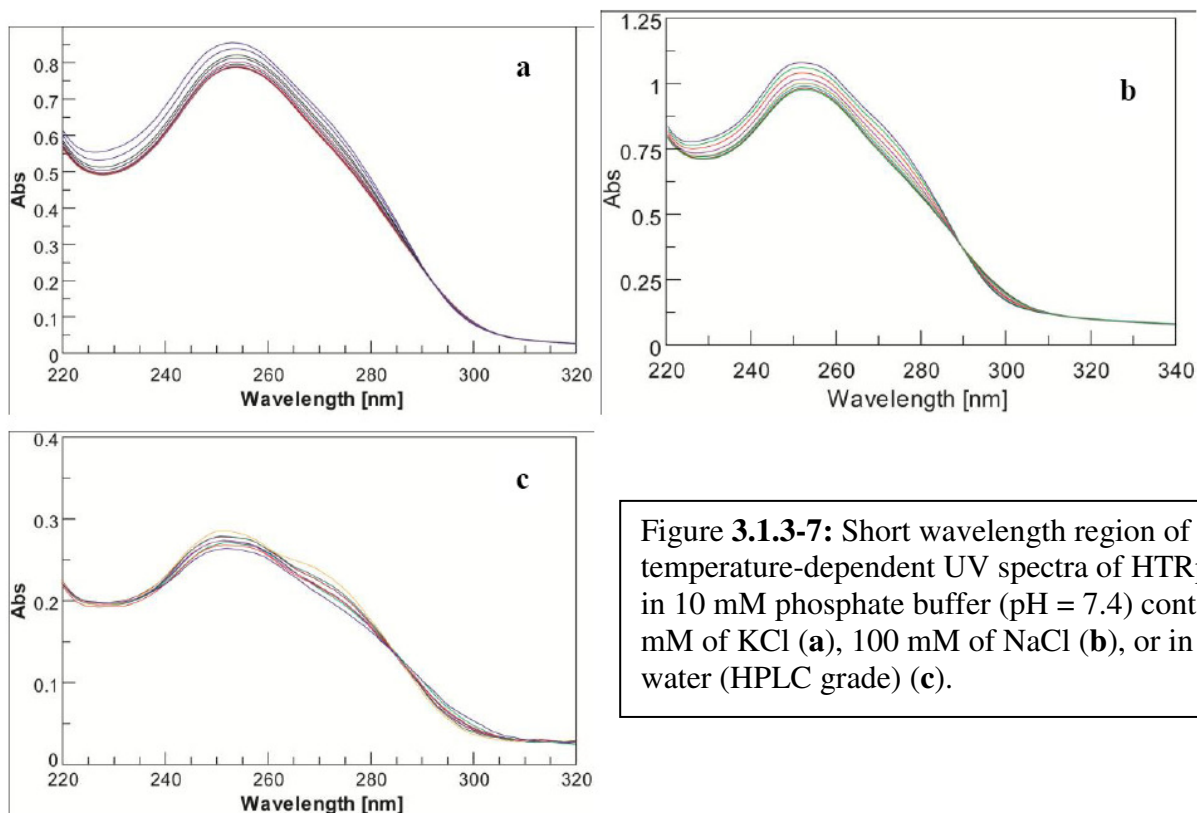 a
0.8
0.7
0.6
0.5
0.4
0.3
0.2
0.1
0
Abs
220 240 260 280 300 320
Wavelength [nm]
b
1.25
1
0.75
0.5
0.25
0
Abs
220 240 260 280 300 320 340
Wavelength [nm]
c
0.4
0.3
0.2
0.1
0
Abs
220 240 260 280 300 320
Wavelength [nm]
Figure 3.1.3-7: Short wavelength region of
temperature-dependent UV spectra of
in 10 mM phosphate buffer (pH = 7.4)
mM of KCl (a), 100 mM of NaCl (b), or in
water (HPLC grade) (c).